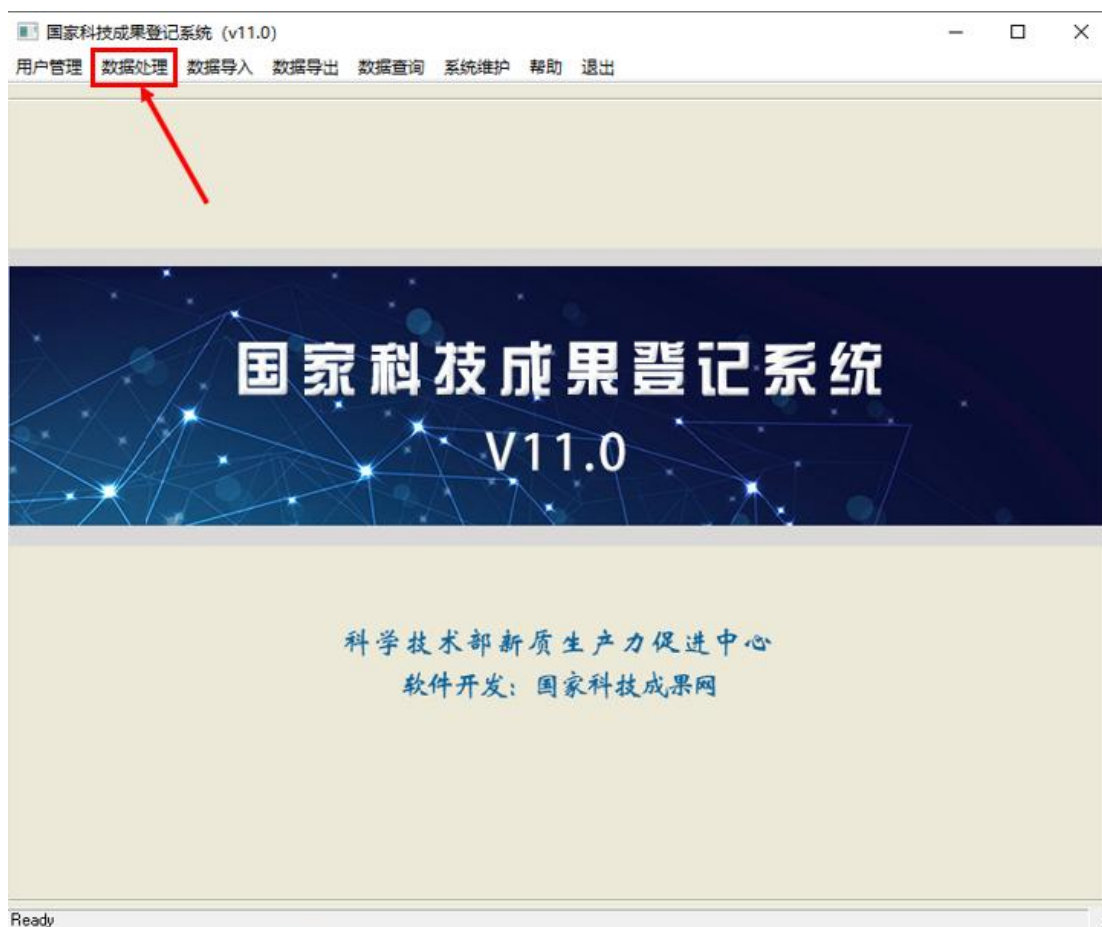 国家科技成果登记系统 (v11.0)
用户管理 数据处理 数据导入 数据导出 数据查询 系统维护 帮助 退出
国家科技成果登记系统
V11.0
科学技术部新质生产力促进中心
软件开发：国家科技成果网
Ready